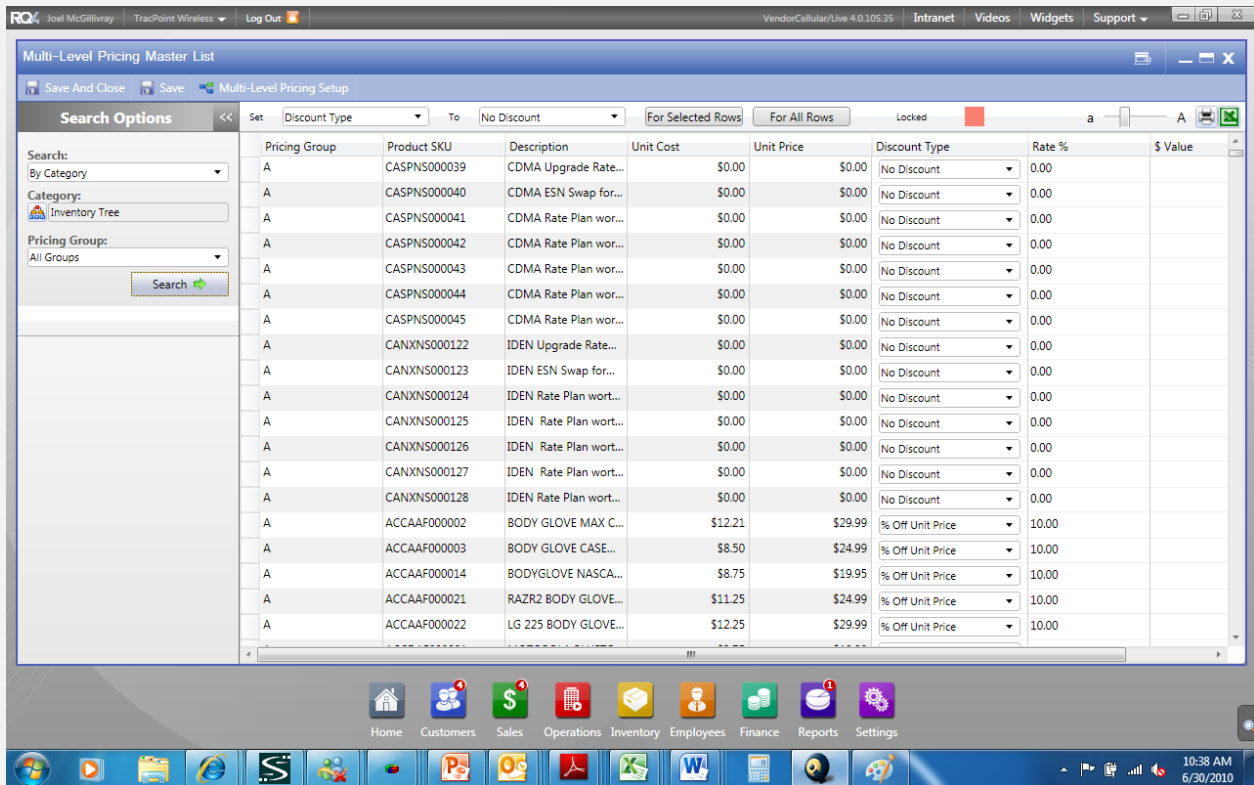 RQ4 Joel McGillivray TracPoint Wireless Log Out VendorCellular/Live 4.0.105.35 Intranet Videos Widgets Support
Multi-Level Pricing Master List
Save And Close Save Multi-Level Pricing Setup
Search Options << Set Discount Type To No Discount For Selected Rows For All Rows Locked a A
Search:
By Category
Category:
Inventory Tree
Pricing Group:
All Groups
Search
Pricing Group Product SKU Description Unit Cost Unit Price Discount Type Rate % $ Value
A CASPNS000039 CDMA Upgrade Rate... $0.00 $0.00 No Discount 0.00
A CASPNS000040 CDMA ESN Swap for... $0.00 $0.00 No Discount 0.00
A CASPNS000041 CDMA Rate Plan wor... $0.00 $0.00 No Discount 0.00
A CASPNS000042 CDMA Rate Plan wor... $0.00 $0.00 No Discount 0.00
A CASPNS000043 CDMA Rate Plan wor... $0.00 $0.00 No Discount 0.00
A CASPNS000044 CDMA Rate Plan wor... $0.00 $0.00 No Discount 0.00
A CASPNS000045 CDMA Rate Plan wor... $0.00 $0.00 No Discount 0.00
A CANXNS000122 IDEN Upgrade Rate... $0.00 $0.00 No Discount 0.00
A CANXNS000123 IDEN ESN Swap for... $0.00 $0.00 No Discount 0.00
A CANXNS000124 IDEN Rate Plan wort... $0.00 $0.00 No Discount 0.00
A CANXNS000125 IDEN Rate Plan wort... $0.00 $0.00 No Discount 0.00
A CANXNS000126 IDEN Rate Plan wort... $0.00 $0.00 No Discount 0.00
A CANXNS000127 IDEN Rate Plan wort... $0.00 $0.00 No Discount 0.00
A CANXNS000128 IDEN Rate Plan wort... $0.00 $0.00 No Discount 0.00
A ACCAAF000002 BODY GLOVE MAX C... $12.21 $29.99 % Off Unit Price 10.00
A ACCAAF000003 BODY GLOVE CASE... $8.50 $24.99 % Off Unit Price 10.00
A ACCAAF000014 BODYGLOVE NASCA... $8.75 $19.95 % Off Unit Price 10.00
A ACCAAF000021 RAZR2 BODY GLOVE... $11.25 $24.99 % Off Unit Price 10.00
A ACCAAF000022 LG 225 BODY GLOVE... $12.25 $29.99 % Off Unit Price 10.00
4 4 1
Home Customers Sales Operations Inventory Employees Finance Reports Settings
10:38 AM
6/30/2010